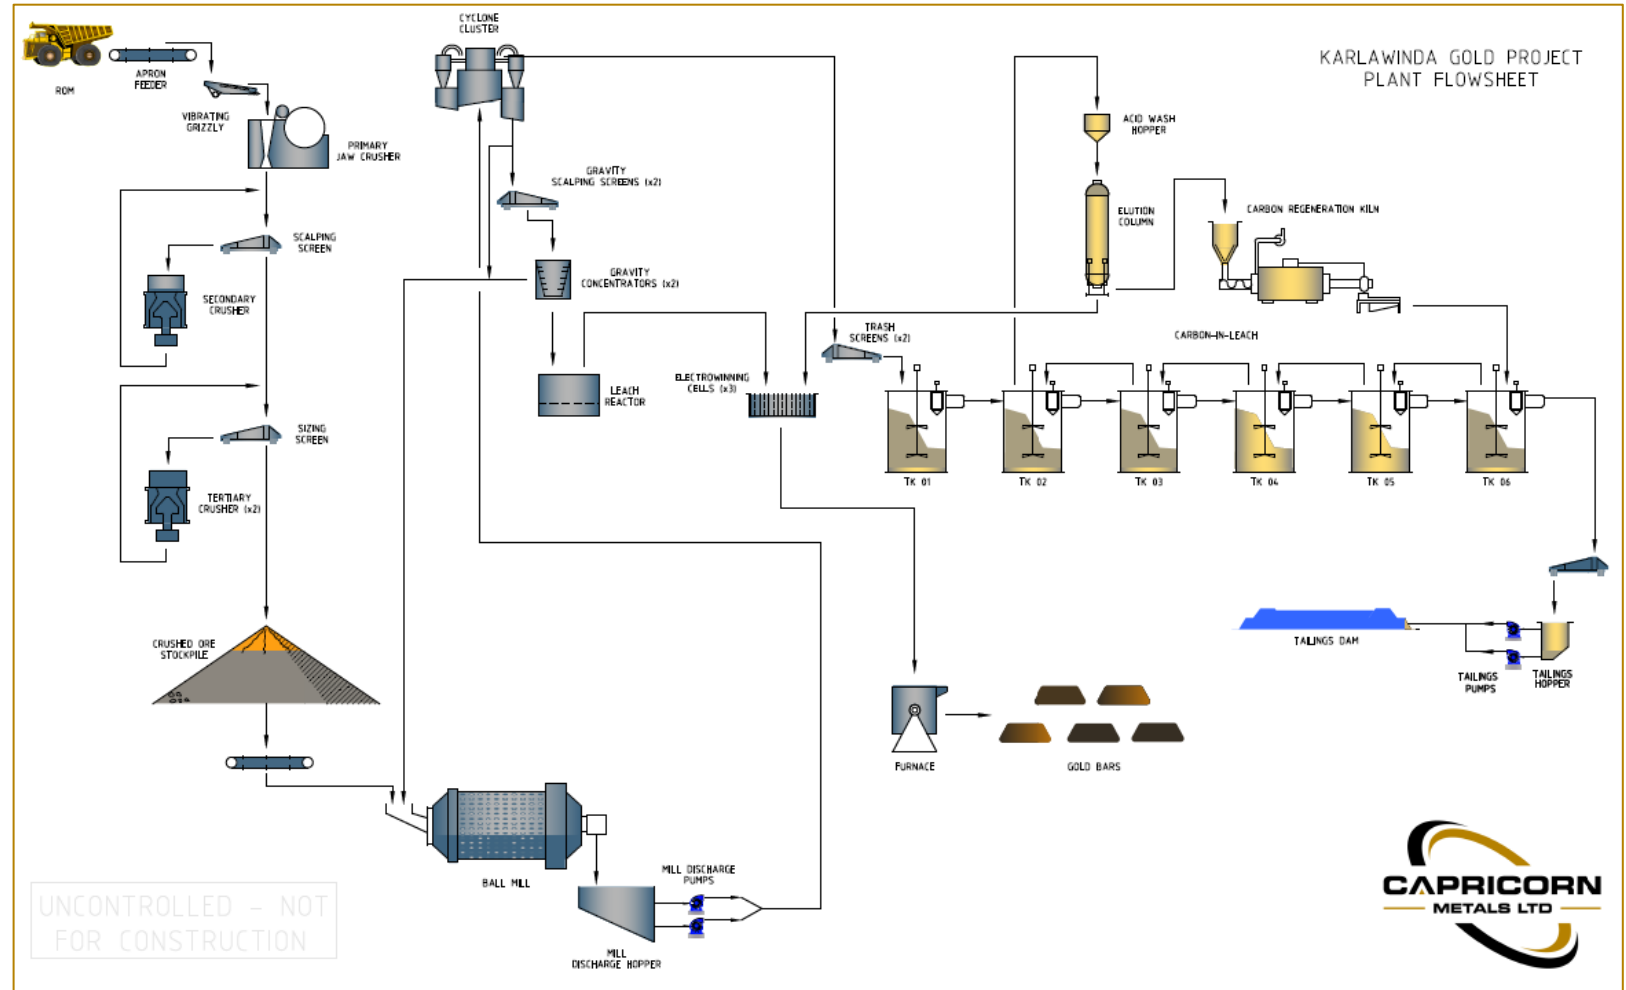 KARLAWINDA GOLD PROJECT
PLANT FLOWSHEET
CYCLONE
CLUSTER
ROM
APRON
FEEDER
VIBRATING
GRIZZLY
PRIMARY
JAW CRUSHER
ACID WASH
HOPPER
GRAVITY
SCALPING SCREENS (x2)
ELUTION
COLUMN
CARBON REGENERATION KILN
SCALPING
SCREEN
GRAVITY
CONCENTRATORS (x2)
SECONDARY
CRUSHER
TRASH
SCREENS (x2)
CARBON-IN-LEACH
ELECTROWINNING
CELLS (x3)
LEACH
REACTOR
SIZING
SCREEN
TK 01
TK 02
TK 03
TK 04
TK 05
TK 06
TERTIARY
CRUSHER (x2)
CRUSHED ORE
STOCKPILE
TAILINGS DAM
TAILINGS
PUMPS
TAILINGS
HOPPER
FURNACE
GOLD BARS
BALL MILL
MILL DISCHARGE
PUMPS
MILL
DISCHARGE HOPPER
UNCONTROLLED - NOT
FOR CONSTRUCTION
CAPRICORN
METALS LTD